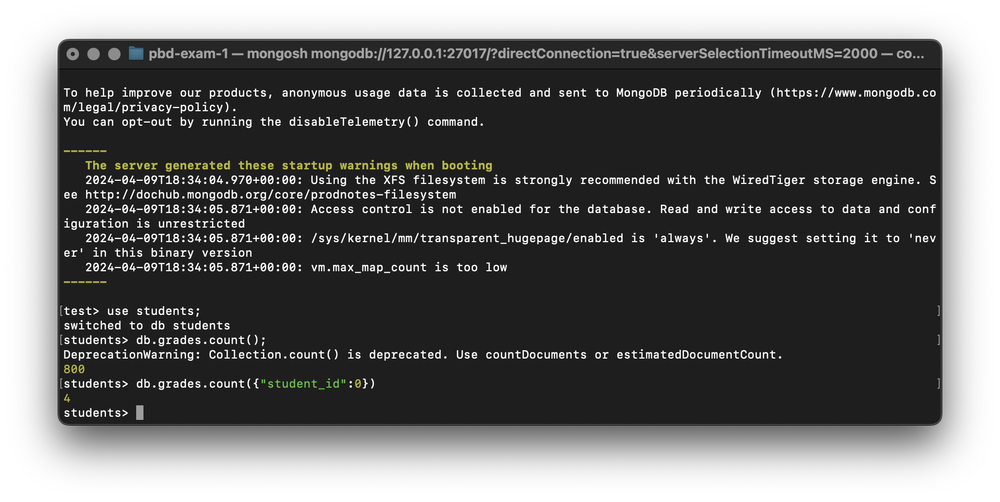 pbd-exam-1 — mongosh mongodb://127.0.0.1:27017/?directConnection=true&serverSelectionTimeoutMS=2000 — co...
To help improve our products, anonymous usage data is collected and sent to MongoDB periodically (https://www.mongodb.co
m/legal/privacy-policy).
You can opt-out by running the disableTelemetry() command.
------
The server generated these startup warnings when booting
2024-04-09T18:34:04.970+00:00: Using the XFS filesystem is strongly recommended with the WiredTiger storage engine. S
ee http://dochub.mongodb.org/core/prodnotes-filesystem
2024-04-09T18:34:05.871+00:00: Access control is not enabled for the database. Read and write access to data and conf
iguration is unrestricted
2024-04-09T18:34:05.871+00:00: /sys/kernel/mm/transparent_hugepage/enabled is 'always'. We suggest setting it to 'nev
er' in this binary version
2024-04-09T18:34:05.871+00:00: vm.max_map_count is too low
------
[test> use students; ]
switched to db students
[students> db.grades.count(); ]
DeprecationWarning: Collection.count() is deprecated. Use countDocuments or estimatedDocumentCount.
800
[students> db.grades.count({"student_id":0}) ]
4
students>